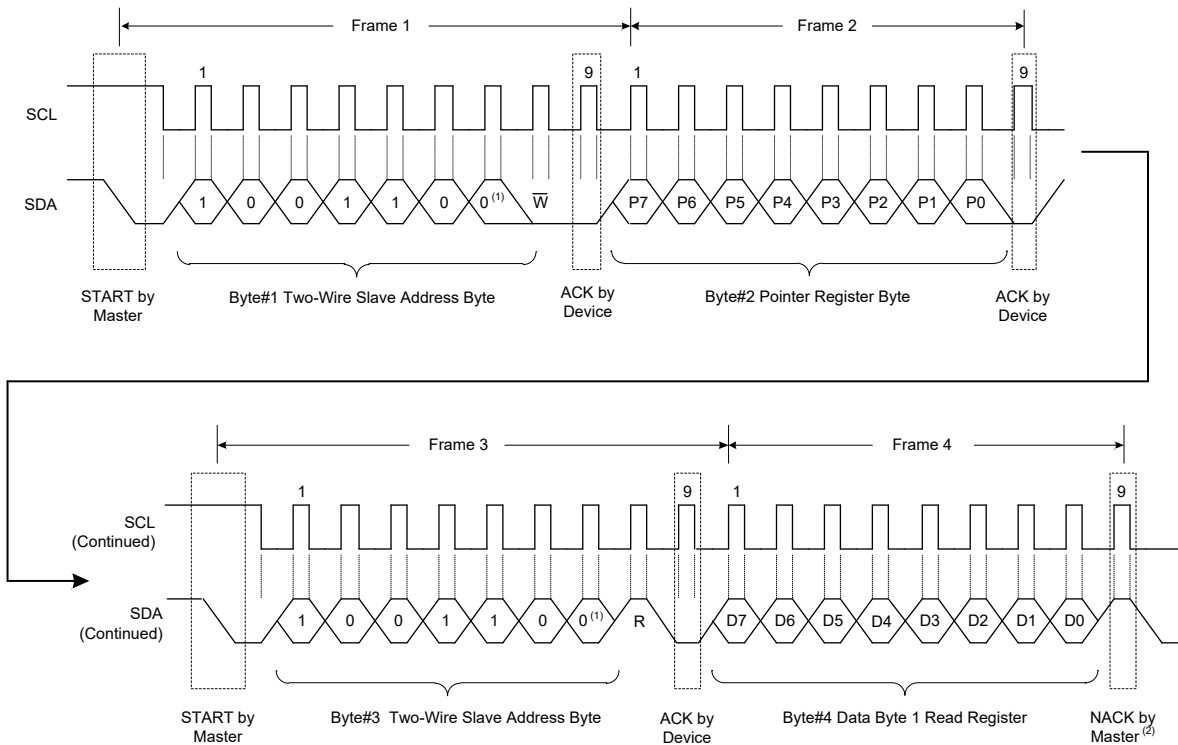 Frame 1 Frame 2
1 9 1 9
SCL
SDA 1 0 0 1 1 0 0(1) W̅ P7 P6 P5 P4 P3 P2 P1 P0
START by
Master
Byte#1 Two-Wire Slave Address Byte
ACK by
Device
Byte#2 Pointer Register Byte
ACK by
Device
Frame 3 Frame 4
1 9 1 9
SCL
(Continued)
SDA
(Continued)
1 0 0 1 1 0 0(1) R D7 D6 D5 D4 D3 D2 D1 D0
START by
Master
Byte#3 Two-Wire Slave Address Byte
ACK by
Device
Byte#4 Data Byte 1 Read Register
NACK by
Master(2)